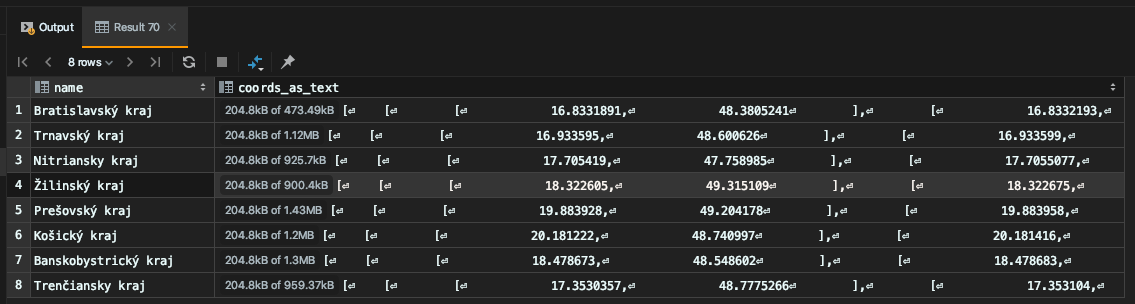 Output Result 70
8 rows
name coords_as_text
1 Bratislavský kraj 204.8kB of 473.49kB [⏎ [⏎ [⏎ 16.8331891,⏎ 48.3805241⏎ ],⏎ [⏎ 16.8332193,⏎
2 Trnavský kraj 204.8kB of 1.12MB [⏎ [⏎ [⏎ 16.933595,⏎ 48.600626⏎ ],⏎ [⏎ 16.933599,⏎
3 Nitriansky kraj 204.8kB of 925.7kB [⏎ [⏎ [⏎ 17.705419,⏎ 47.758985⏎ ],⏎ [⏎ 17.7055077,⏎
4 Žilinský kraj 204.8kB of 900.4kB [⏎ [⏎ [⏎ 18.322605,⏎ 49.315109⏎ ],⏎ [⏎ 18.322675,⏎
5 Prešovský kraj 204.8kB of 1.43MB [⏎ [⏎ [⏎ 19.883928,⏎ 49.204178⏎ ],⏎ [⏎ 19.883958,⏎
6 Košický kraj 204.8kB of 1.2MB [⏎ [⏎ [⏎ 20.181222,⏎ 48.740997⏎ ],⏎ [⏎ 20.181416,⏎
7 Banskobystrický kraj 204.8kB of 1.3MB [⏎ [⏎ [⏎ 18.478673,⏎ 48.548602⏎ ],⏎ [⏎ 18.478683,⏎
8 Trenčiansky kraj 204.8kB of 959.37kB [⏎ [⏎ [⏎ 17.3530357,⏎ 48.7775266⏎ ],⏎ [⏎ 17.353104,⏎